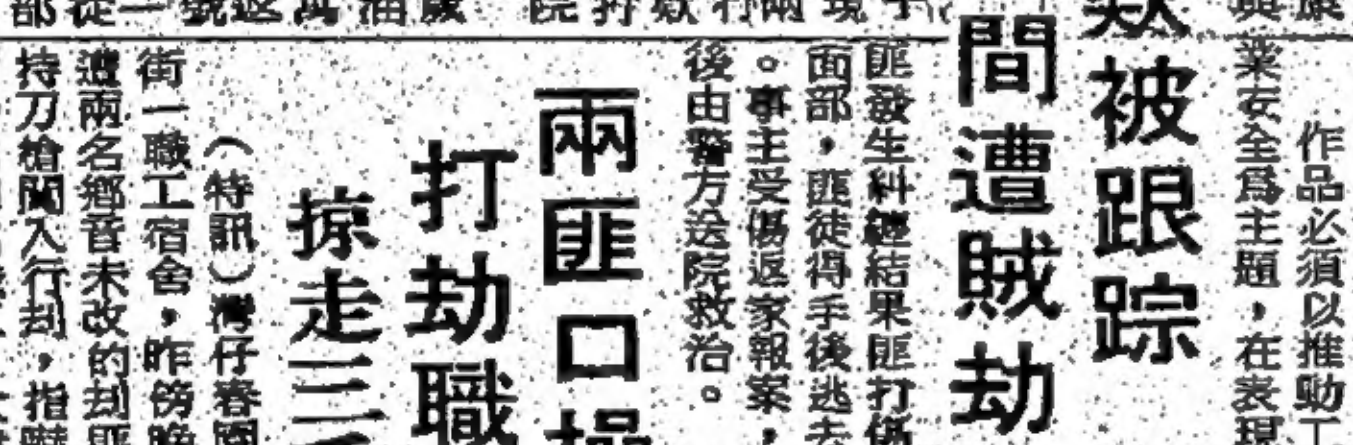 作品必須以推動工
業安全爲主題，在表現
被跟踪
間遭賊劫
匪發生糾纏結果匪打傷
面部，匪徒得手後逃去
。事主受傷返家報案，
後由警方送院救治。
兩匪口操
打劫職
掠走三
（特訊）灣仔春園
街一職工宿舍，昨傍晚
遭兩名鄉音未改的刦匪
持刀槍闖入行刦，指嚇